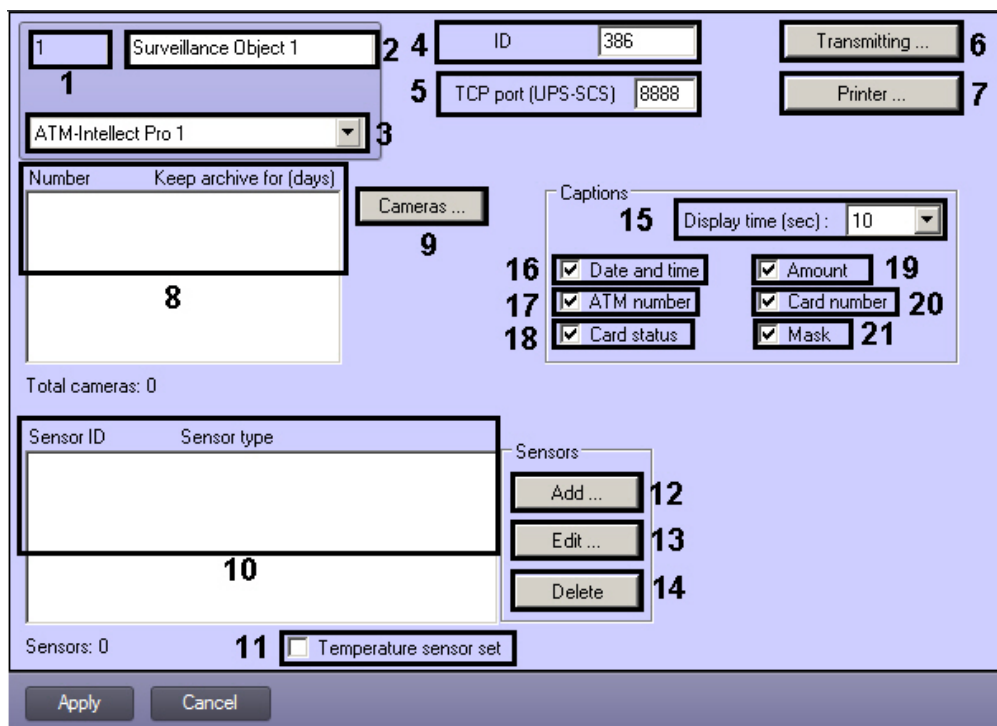 1 Surveillance Object 1 2 4 ID 386 Transmitting ... 6
1
5 TCP port (UPS-SCS) 8888 Printer ... 7
ATM-Intellect Pro 1 3
Number Keep archive for (days)
Cameras ...
9
8
Total cameras: 0
Captions
15 Display time (sec) : 10
16 Date and time Amount 19
17 ATM number Card number 20
18 Card status Mask 21
Sensor ID Sensor type
10
Sensors
Add ... 12
Edit ... 13
Delete 14
Sensors: 0 11 Temperature sensor set
Apply Cancel